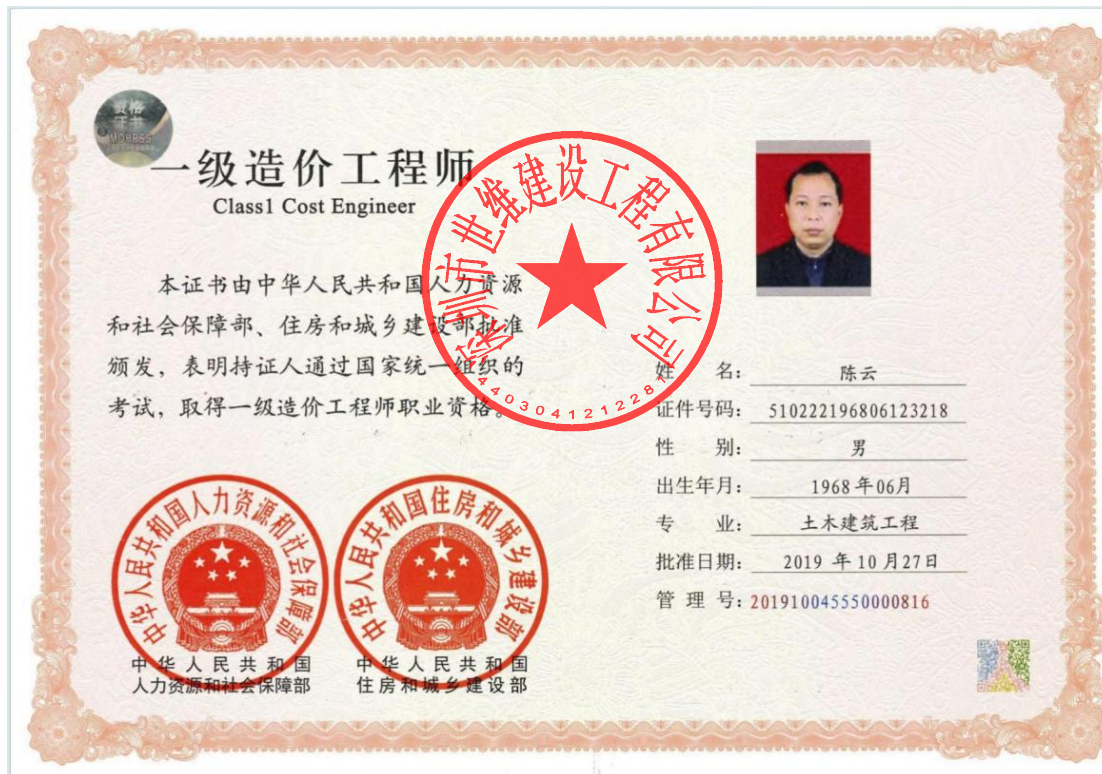 资格
证书
MOHRSS
一级造价工程师
Class1 Cost Engineer
本证书由中华人民共和国人力资源
和社会保障部、住房和城乡建设部批准
颁发，表明持证人通过国家统一组织的
考试，取得一级造价工程师职业资格。
深圳市世维建设工程有限公司
4403041212281
姓 名： 陈云
证件号码： 510222196806123218
性 别： 男
出生年月： 1968年06月
专 业： 土木建筑工程
批准日期： 2019 年 10 月27日
管 理 号：201910045550000816
中华人民共和国人力资源和社会保障部
中华人民共和国住房和城乡建设部
中华人民共和国
人力资源和社会保障部
中华人民共和国
住房和城乡建设部